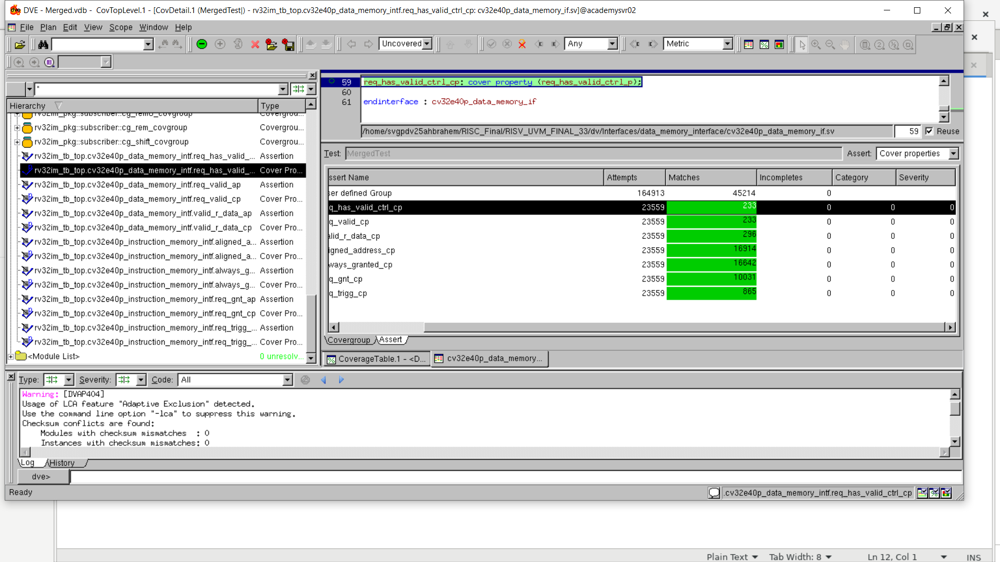 DVE - Merged.vdb - CovTopLevel.1 - [CovDetail.1 (MergedTest|) - rv32im_tb_top.cv32e40p_data_memory_intf.req_has_valid_ctrl_cp: cv32e40p_data_memory_if.sv]@academysvr02
File Plan Edit View Scope Window Help
Uncovered Any Metric
*
Hierarchy Type
rv32im_pkg::subscriber::cg_remu_covgroup Covergrou...
rv32im_pkg::subscriber::cg_rem_covgroup Covergrou...
rv32im_pkg::subscriber::cg_shift_covgroup Covergrou...
rv32im_tb_top.cv32e40p_data_memory_intf.req_has_valid_... Assertion
rv32im_tb_top.cv32e40p_data_memory_intf.req_has_valid_... Cover Pro...
rv32im_tb_top.cv32e40p_data_memory_intf.req_valid_ap Assertion
rv32im_tb_top.cv32e40p_data_memory_intf.req_valid_cp Cover Pro...
rv32im_tb_top.cv32e40p_data_memory_intf.valid_r_data_ap Assertion
rv32im_tb_top.cv32e40p_data_memory_intf.valid_r_data_cp Cover Pro...
rv32im_tb_top.cv32e40p_instruction_memory_intf.aligned_a... Assertion
rv32im_tb_top.cv32e40p_instruction_memory_intf.aligned_a... Cover Pro...
rv32im_tb_top.cv32e40p_instruction_memory_intf.always_g... Assertion
rv32im_tb_top.cv32e40p_instruction_memory_intf.always_g... Cover Pro...
rv32im_tb_top.cv32e40p_instruction_memory_intf.req_gnt_ap Assertion
rv32im_tb_top.cv32e40p_instruction_memory_intf.req_gnt_cp Cover Pro...
rv32im_tb_top.cv32e40p_instruction_memory_intf.req_trigg_... Assertion
rv32im_tb_top.cv32e40p_instruction_memory_intf.req_trigg_... Cover Pro...
<Module List> 0 unresolv...
59 req_has_valid_ctrl_cp: cover property (req_has_valid_ctrl_p);
60
61 endinterface : cv32e40p_data_memory_if
/home/svgpdv25ahbrahem/RISC_Final/RISV_UVM_FINAL_33/dv/Interfaces/data_memory_interface/cv32e40p_data_memory_if.sv 59 Reuse
Test: MergedTest Assert: Cover properties
ssert Name Attempts Matches Incompletes Category Severity
ser defined Group 164913 45214 0
q_has_valid_ctrl_cp 23559 233 0 0 0
q_valid_cp 23559 233 0 0 0
alid_r_data_cp 23559 296 0 0 0
igned_address_cp 23559 16914 0 0 0
ways_granted_cp 23559 16642 0 0 0
q_gnt_cp 23559 10031 0 0 0
q_trigg_cp 23559 865 0 0 0
Covergroup Assert
CoverageTable.1 - <D... cv32e40p_data_memory...
Type: Severity: Code: All
Warning: [DVAP404]
Usage of LCA feature "Adaptive Exclusion" detected.
Use the command line option "-lca" to suppress this warning.
Checksum conflicts are found:
Modules with checksum mismatches : 0
Instances with checksum mismatches: 0
Log History
dve>
Ready .cv32e40p_data_memory_intf.req_has_valid_ctrl_cp
Plain Text Tab Width: 8 Ln 12, Col 1 INS